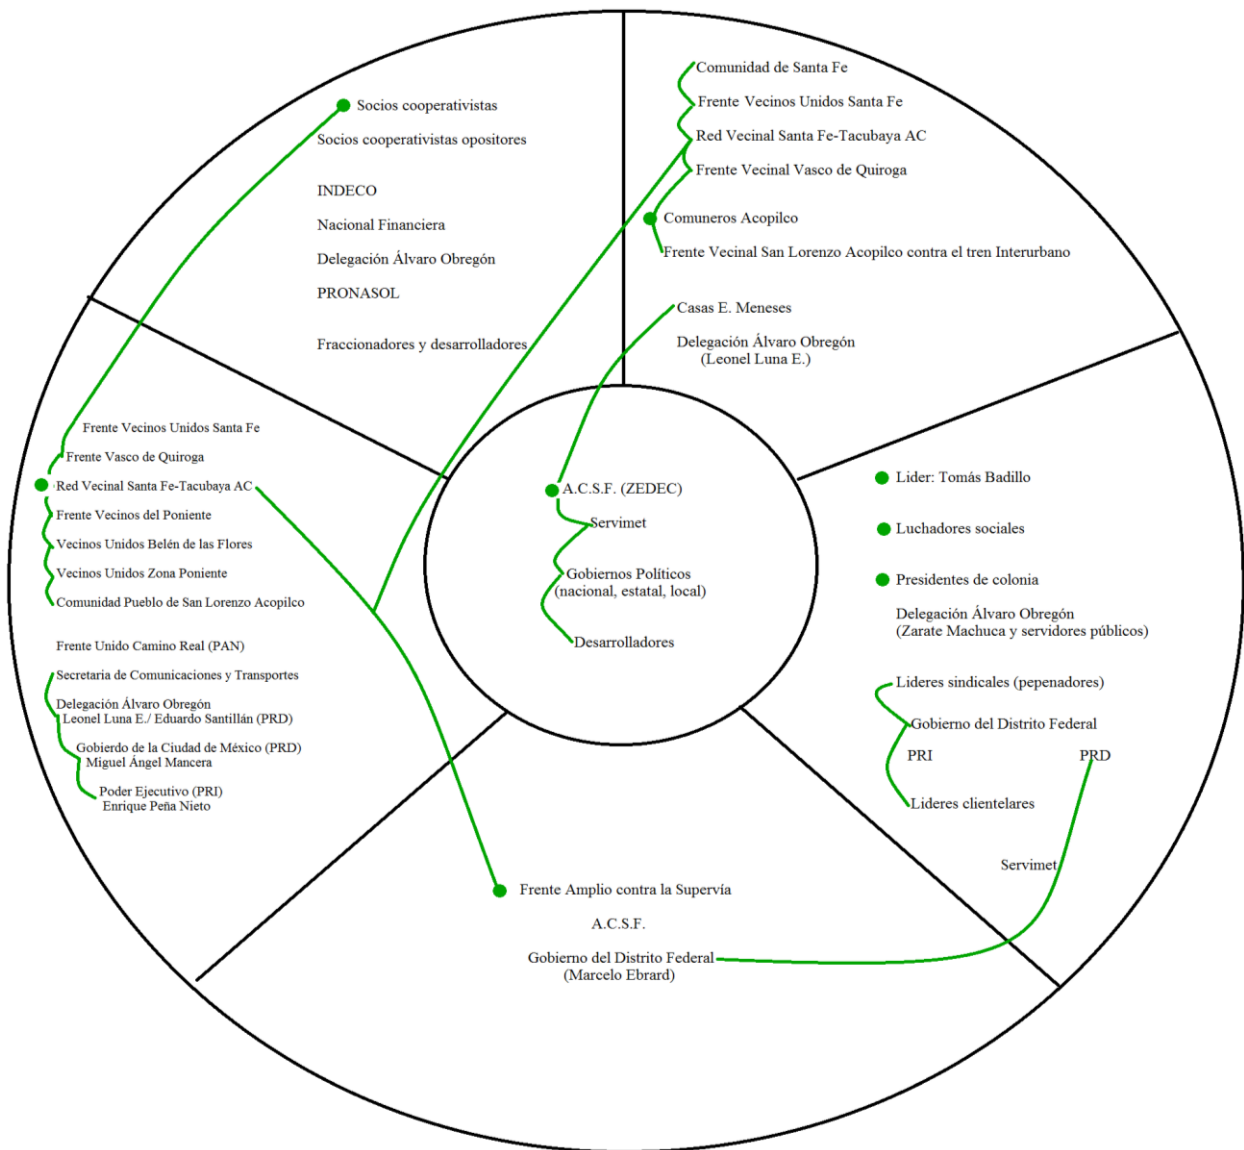 Socios cooperativistas
Socios cooperativistas opositores
INDECO
Nacional Financiera
Delegación Álvaro Obregón
PRONASOL
Fraccionadores y desarrolladores
Comunidad de Santa Fe
Frente Vecinos Unidos Santa Fe
Red Vecinal Santa Fe-Tacubaya AC
Frente Vecinal Vasco de Quiroga
Comuneros Acopilco
Frente Vecinal San Lorenzo Acopilco contra el tren Interurbano
Casas E. Meneses
Delegación Álvaro Obregón
(Leonel Luna E.)
Frente Vecinos Unidos Santa Fe
Frente Vasco de Quiroga
Red Vecinal Santa Fe-Tacubaya AC
Frente Vecinos del Poniente
Vecinos Unidos Belén de las Flores
Vecinos Unidos Zona Poniente
Comunidad Pueblo de San Lorenzo Acopilco
Frente Unido Camino Real (PAN)
Secretaria de Comunicaciones y Transportes
Delegación Álvaro Obregón
Leonel Luna E./ Eduardo Santillán (PRD)
Gobierdo de la Ciudad de México (PRD)
Miguel Ángel Mancera
Poder Ejecutivo (PRI)
Enrique Peña Nieto
A.C.S.F. (ZEDEC)
Servimet
Gobiernos Políticos
(nacional, estatal, local)
Desarrolladores
Lider: Tomás Badillo
Luchadores sociales
Presidentes de colonia
Delegación Álvaro Obregón
(Zarate Machuca y servidores públicos)
Lideres sindicales (pepenadores)
Gobierno del Distrito Federal
PRI PRD
Lideres clientelares
Servimet
Frente Amplio contra la Supervía
A.C.S.F.
Gobierno del Distrito Federal
(Marcelo Ebrard)